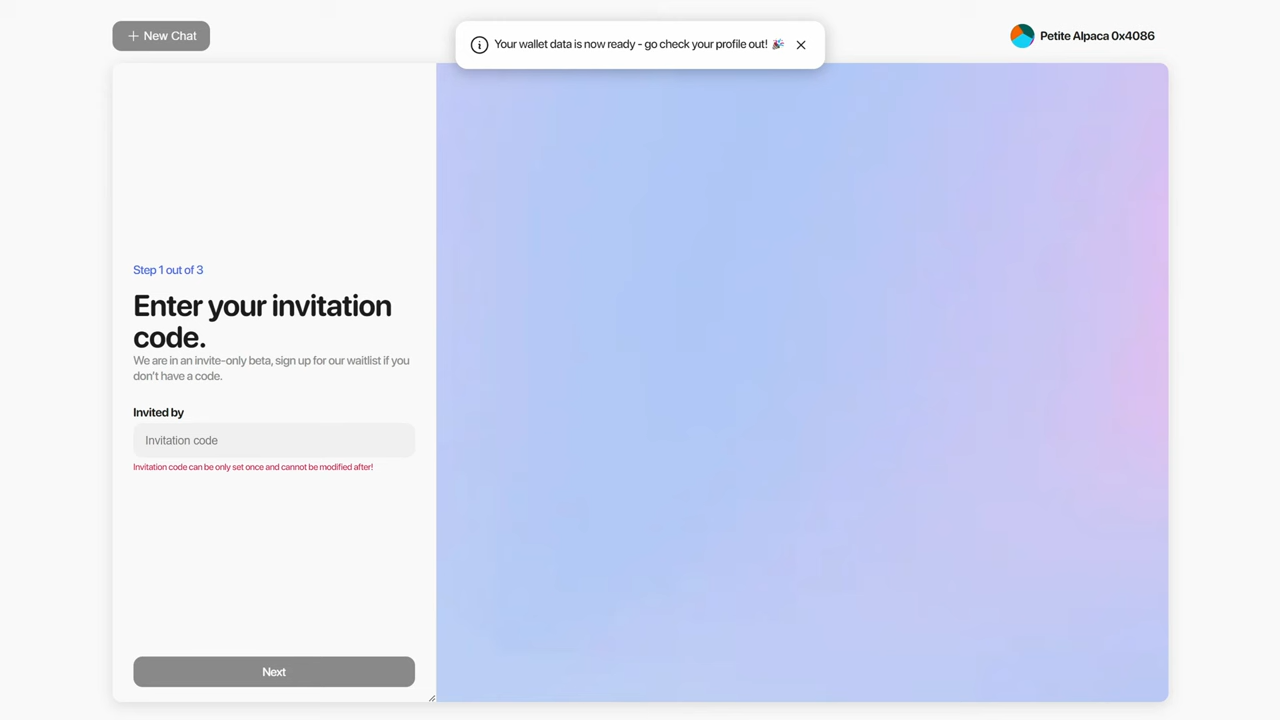 New Chat
Your wallet data is now ready - go check your profile out! 🎉
Petite Alpaca 0x4086
Step 1 out of 3
Enter your invitation
code.
We are in an invite-only beta, sign up for our waitlist if you
don't have a code.
Invited by
Invitation code
Invitation code can be only set once and cannot be modified after!
Next